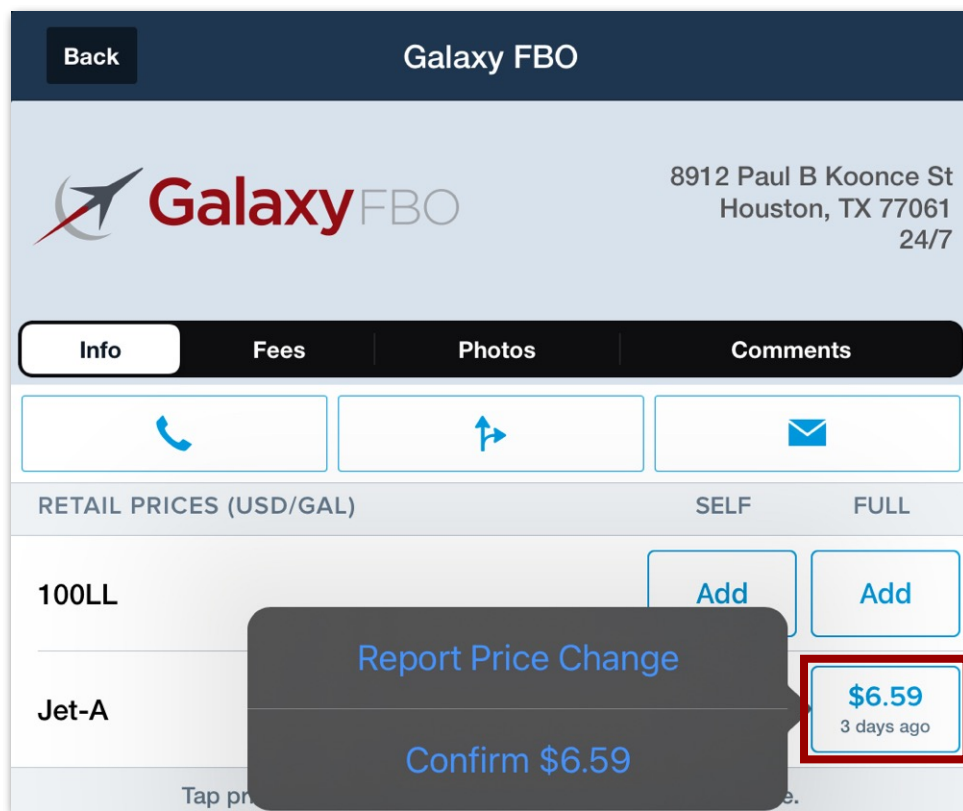 Back Galaxy FBO
Galaxy FBO
8912 Paul B Koonce St
Houston, TX 77061
24/7
Info Fees Photos Comments
RETAIL PRICES (USD/GAL) SELF FULL
100LL Add Add
Report Price Change
Jet-A $6.59
3 days ago
Confirm $6.59
Tap